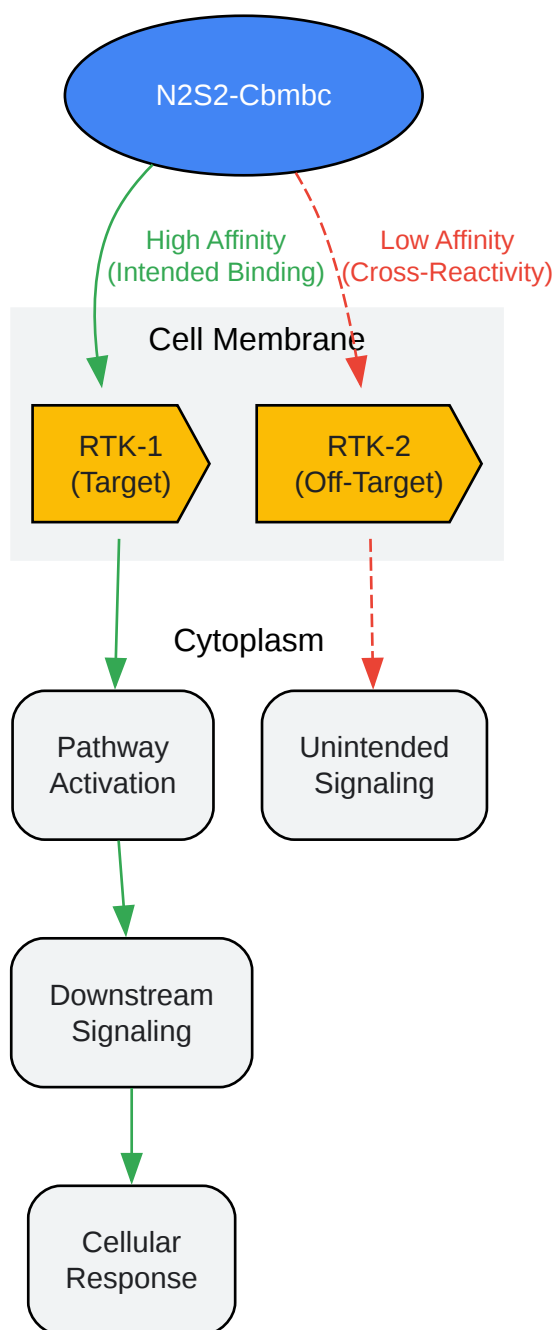 N2S2-Cbmbc
High Affinity
(Intended Binding)
Low Affinity
(Cross-Reactivity)
Cell Membrane
RTK-1
(Target)
RTK-2
(Off-Target)
Cytoplasm
Pathway
Activation
Unintended
Signaling
Downstream
Signaling
Cellular
Response